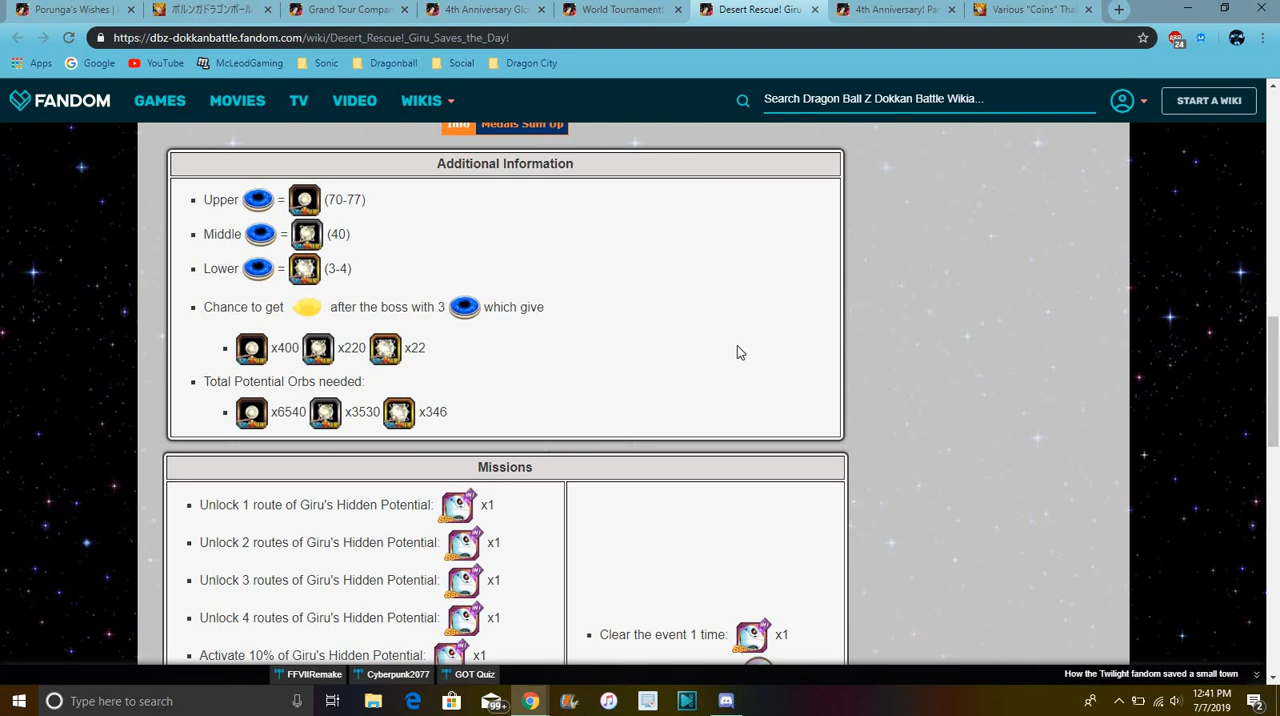 Porunga's Wishes
ボルンガドラゴンボール
Grand Tour Compan
4th Anniversary Glo
World Tournament!
Desert Rescue! Giru
4th Anniversary! Pa
Various "Coins" Tha
https://dbz-dokkanbattle.fandom.com/wiki/Desert_Rescue!_Giru_Saves_the_Day!
24
Apps Google YouTube McLeodGaming Sonic Dragonball Social Dragon City
FANDOM GAMES MOVIES TV VIDEO WIKIS Search Dragon Ball Z Dokkan Battle Wikia... START A WIKI
Info Medals Sum Up
Additional Information
Upper = (70-77)
Middle = (40)
Lower = (3-4)
Chance to get after the boss with 3 which give
x400 x220 x22
Total Potential Orbs needed:
x6540 x3530 x346
Missions
Unlock 1 route of Giru's Hidden Potential: x1
Unlock 2 routes of Giru's Hidden Potential: x1
Unlock 3 routes of Giru's Hidden Potential: x1
Unlock 4 routes of Giru's Hidden Potential: x1
Clear the event 1 time: x1
Activate 10% of Giru's Hidden Potential: x1
FFVIIRemake Cyberpunk2077 GOT Quiz How the Twilight fandom saved a small town
Type here to search
99+
12:41 PM
7/7/2019
2